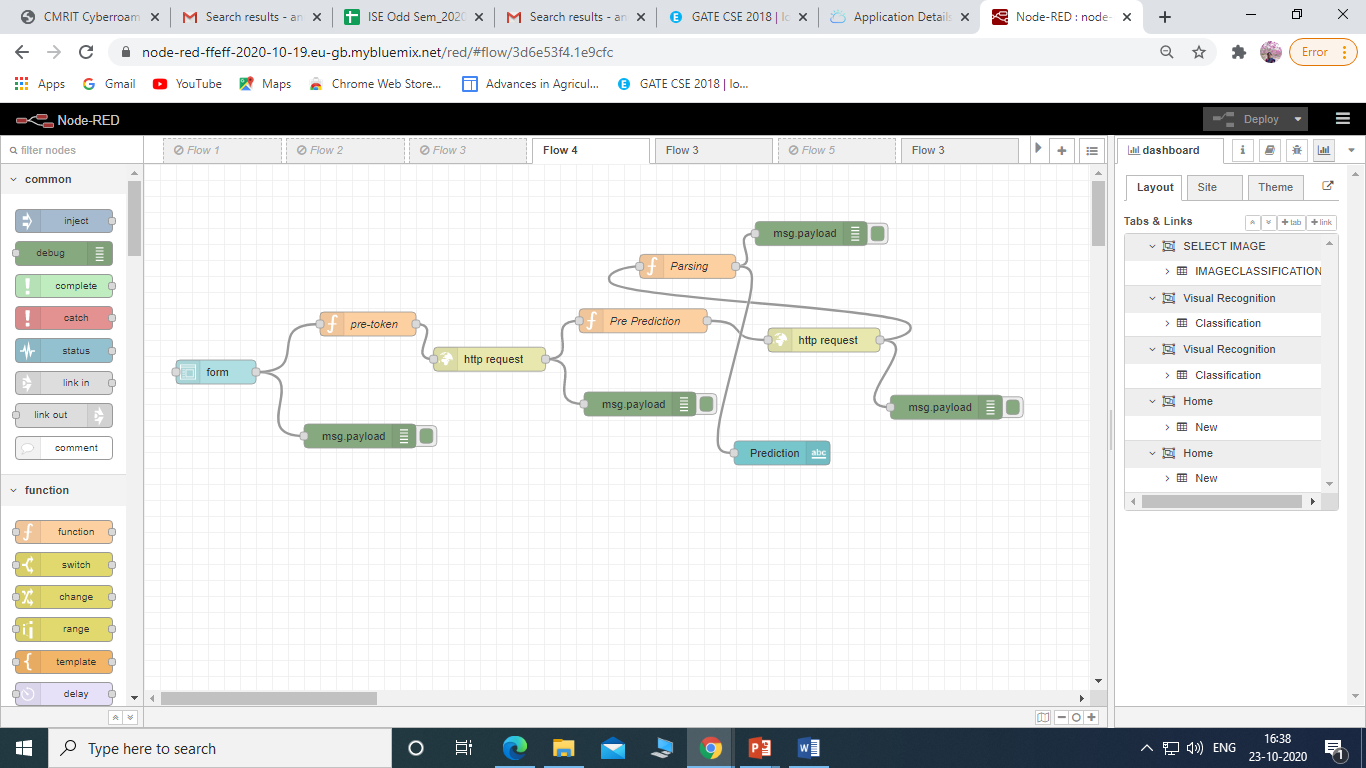 CMRIT Cyberoam
Search results - an
ISE Odd Sem_2020
Search results - an
GATE CSE 2018 | Io
Application Details
Node-RED : node-
node-red-ffeff-2020-10-19.eu-gb.mybluemix.net/red/#flow/3d6e53f4.1e9cfc
Error
Apps
Gmail
YouTube
Maps
Chrome Web Store...
Advances in Agricul...
GATE CSE 2018 | Io...
Node-RED
Deploy
filter nodes
Flow 1
Flow 2
Flow 3
Flow 4
Flow 3
Flow 5
Flow 3
dashboard
common
inject
debug
complete
catch
status
link in
link out
comment
function
function
switch
change
range
template
delay
msg.payload
Parsing
pre-token
Pre Prediction
http request
http request
form
msg.payload
msg.payload
msg.payload
Prediction
abc
Layout
Site
Theme
Tabs & Links
tab
link
SELECT IMAGE
IMAGECLASSIFICATION
Visual Recognition
Classification
Visual Recognition
Classification
Home
New
Home
New
Type here to search
ENG
16:38
23-10-2020
1